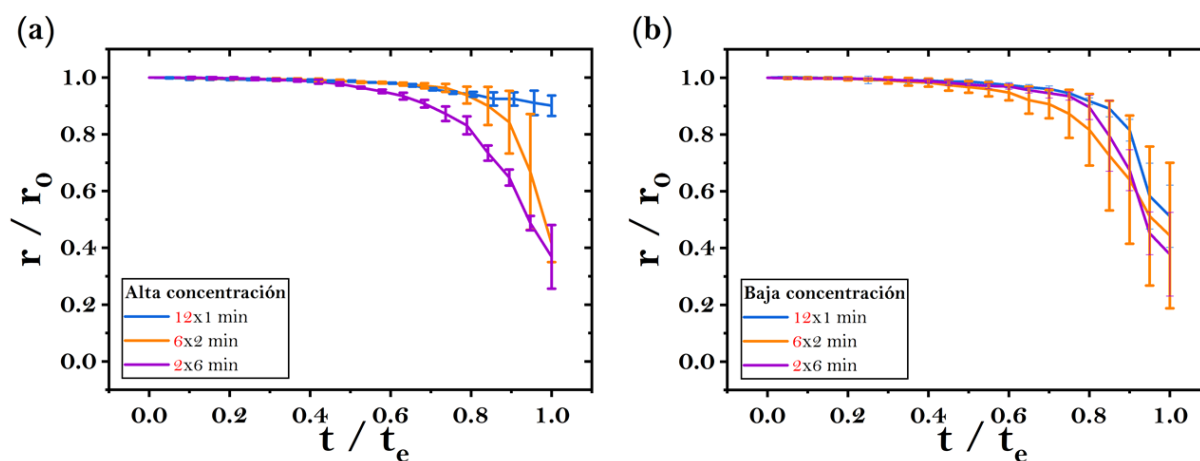 (a)
r / r₀
1.0
0.8
0.6
0.4
0.2
0.0
Alta concentración
12x1 min
6x2 min
2x6 min
0.0 0.2 0.4 0.6 0.8 1.0
t / tₑ
(b)
r / r₀
1.0
0.8
0.6
0.4
0.2
0.0
Baja concentración
12x1 min
6x2 min
2x6 min
0.0 0.2 0.4 0.6 0.8 1.0
t / tₑ